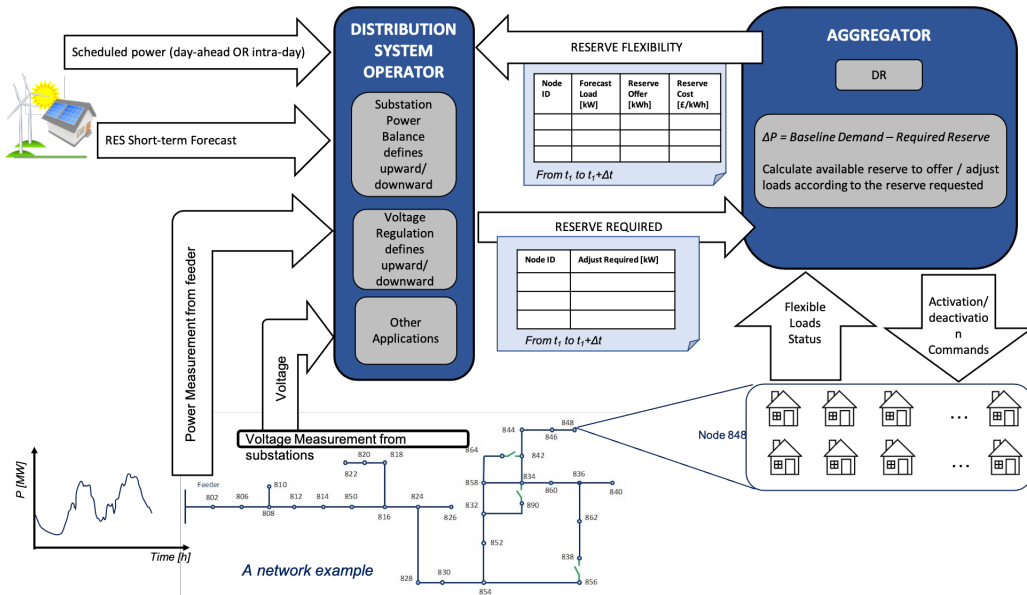 Scheduled power (day-ahead OR intra-day)
RES Short-term Forecast
Power Measurement from feeder
Voltage
DISTRIBUTION
SYSTEM
OPERATOR
Substation
Power
Balance
defines
upward/
downward
Voltage
Regulation
defines
upward/
downward
Other
Applications
RESERVE FLEXIBILITY
Node ID | Forecast Load [kW] | Reserve Offer [kWh] | Reserve Cost [£/kWh]
From t₁ to t₁+Δt
RESERVE REQUIRED
Node ID | Adjust Required [kW]
From t₁ to t₁+Δt
AGGREGATOR
DR
ΔP = Baseline Demand – Required Reserve
Calculate available reserve to offer / adjust
loads according to the reserve requested
Flexible
Loads
Status
Activation/
deactivatio
n
Commands
Node 848
...
...
Voltage Measurement from
substations
P [MW]
Time [h]
Feeder
802
806
808
810
812
814
850
816
818
820
822
824
826
828
830
854
852
832
858
864
834
842
844
846
848
860
836
840
862
838
856
890
A network example